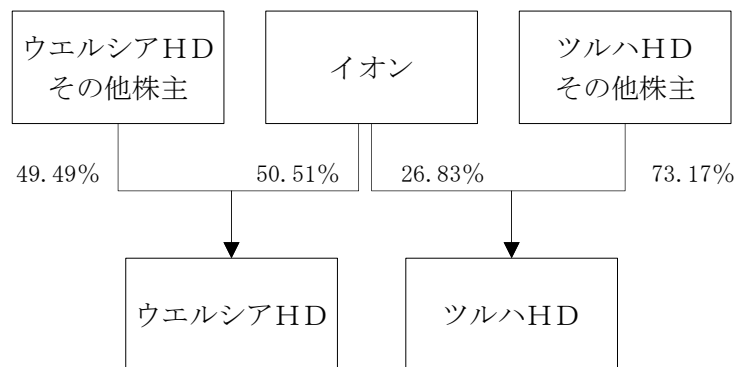 ウエルシアＨＤ
その他株主
イオン
ツルハＨＤ
その他株主
49.49%
50.51%
26.83%
73.17%
ウエルシアＨＤ
ツルハＨＤ